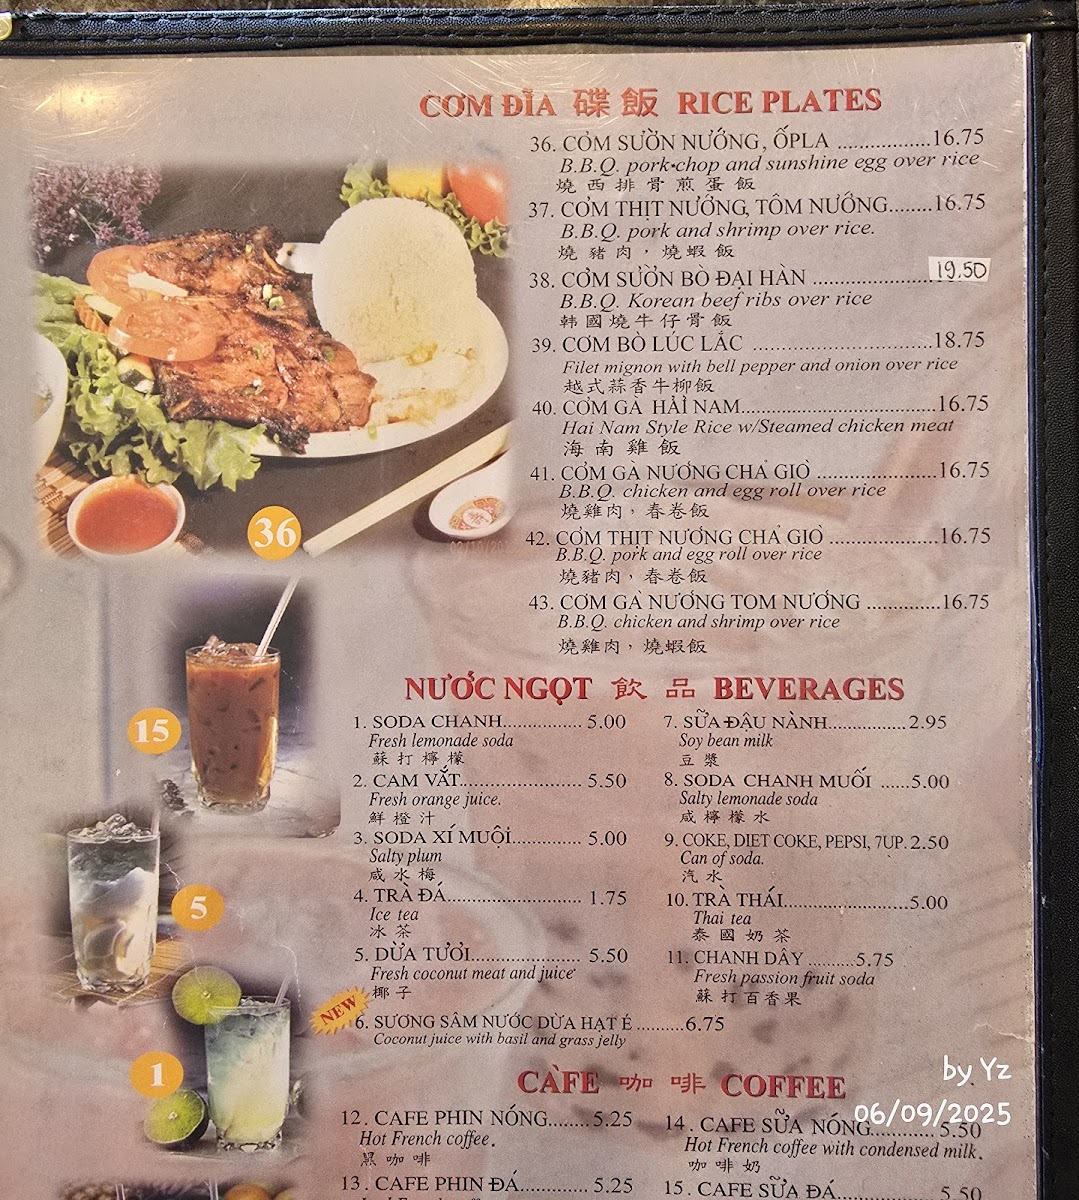 CƠM ĐĨA 碟飯 RICE PLATES
36. CƠM SƯỜN NƯỚNG, ỐPLA ..................16.75
B.B.Q. pork chop and sunshine egg over rice
燒西排骨煎蛋飯
37. CƠM THỊT NƯỚNG, TÔM NƯỚNG........16.75
B.B.Q. pork and shrimp over rice.
燒豬肉，燒蝦飯
38. CƠM SƯỜN BÒ ĐẠI HÀN ........................ 19.50
B.B.Q. Korean beef ribs over rice
韩國燒牛仔骨飯
39. CƠM BÒ LÚC LẮC ..................................18.75
Filet mignon with bell pepper and onion over rice
越式蒜香牛柳飯
40. CƠM GÀ HẢI NAM.....................................16.75
Hai Nam Style Rice w/Steamed chicken meat
海南雞飯
41. CƠM GÀ NƯỚNG CHẢ GIÒ .......................16.75
B.B.Q. chicken and egg roll over rice
燒雞肉，春卷飯
42. CƠM THỊT NƯỚNG CHẢ GIÒ .....................16.75
B.B.Q. pork and egg roll over rice
燒豬肉，春卷飯
43. CƠM GÀ NƯỚNG TOM NƯỚNG ..............16.75
B.B.Q. chicken and shrimp over rice
燒雞肉，燒蝦飯
36
15
5
1
NƯỚC NGỌT 飲品 BEVERAGES
1. SODA CHANH................ 5.00
Fresh lemonade soda
蘇打檸檬
2. CAM VẮT....................... 5.50
Fresh orange juice.
鮮橙汁
3. SODA XÍ MUỘI.............. 5.00
Salty plum
咸水梅
4. TRÀ ĐÁ........................... 1.75
Ice tea
冰茶
5. DỪA TƯƠI...................... 5.50
Fresh coconut meat and juice
椰子
NEW
6. SƯƠNG SÂM NƯỚC DỪA HẠT É ..........6.75
Coconut juice with basil and grass jelly
7. SỮA ĐẬU NÀNH................2.95
Soy bean milk
豆漿
8. SODA CHANH MUỐI ......5.00
Salty lemonade soda
咸檸檬水
9. COKE, DIET COKE, PEPSI, 7UP. 2.50
Can of soda.
汽水
10. TRÀ THÁI.........................5.00
Thai tea
泰國奶茶
11. CHANH DÂY ..........5.75
Fresh passion fruit soda
蘇打百香果
CÀFE 咖啡 COFFEE
12. CAFE PHIN NÓNG........5.25
Hot French coffee.
黑咖啡
13. CAFE PHIN ĐÁ..............5.25
14. CAFE SỮA NÓNG............5.50
Hot French coffee with condensed milk.
咖啡奶
15. CAFE SỮA ĐÁ.................5.50
by Yz
06/09/2025